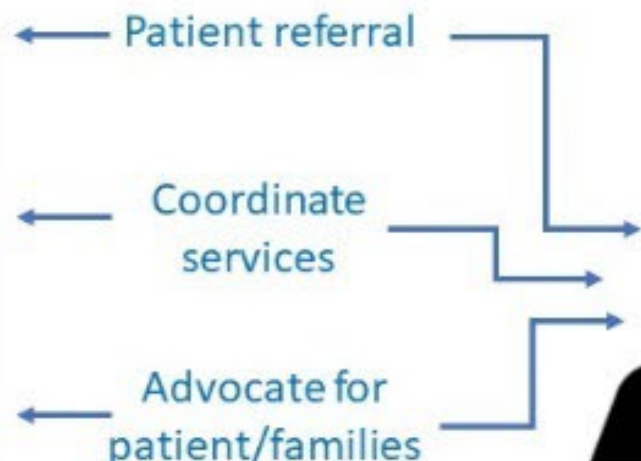 Patient referral
Coordinate
services
Advocate for
patient/families